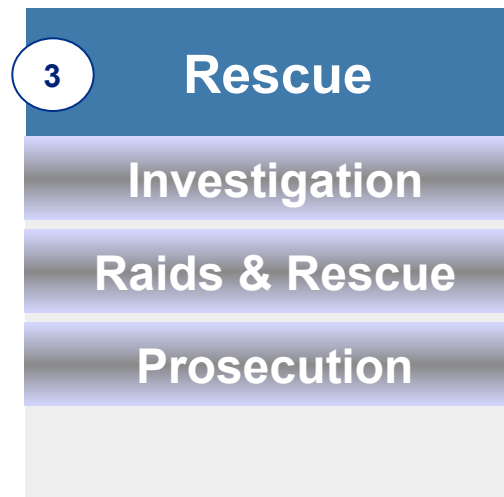 3
Rescue
Investigation
Raids & Rescue
Prosecution